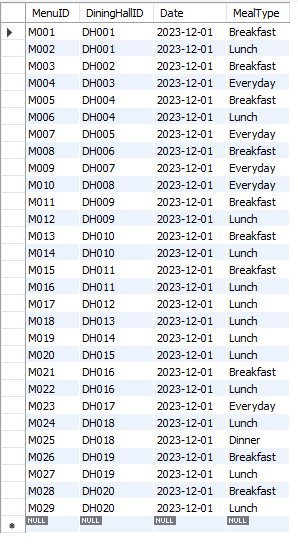 MenuID DiningHallID Date MealType
M001 DH001 2023-12-01 Breakfast
M002 DH001 2023-12-01 Lunch
M003 DH002 2023-12-01 Breakfast
M004 DH003 2023-12-01 Everyday
M005 DH004 2023-12-01 Breakfast
M006 DH004 2023-12-01 Lunch
M007 DH005 2023-12-01 Everyday
M008 DH006 2023-12-01 Breakfast
M009 DH007 2023-12-01 Everyday
M010 DH008 2023-12-01 Everyday
M011 DH009 2023-12-01 Breakfast
M012 DH009 2023-12-01 Lunch
M013 DH010 2023-12-01 Breakfast
M014 DH010 2023-12-01 Lunch
M015 DH011 2023-12-01 Breakfast
M016 DH011 2023-12-01 Lunch
M017 DH012 2023-12-01 Lunch
M018 DH013 2023-12-01 Lunch
M019 DH014 2023-12-01 Lunch
M020 DH015 2023-12-01 Lunch
M021 DH016 2023-12-01 Breakfast
M022 DH016 2023-12-01 Lunch
M023 DH017 2023-12-01 Everyday
M024 DH018 2023-12-01 Lunch
M025 DH018 2023-12-01 Dinner
M026 DH019 2023-12-01 Breakfast
M027 DH019 2023-12-01 Lunch
M028 DH020 2023-12-01 Breakfast
M029 DH020 2023-12-01 Lunch
NULL NULL NULL NULL